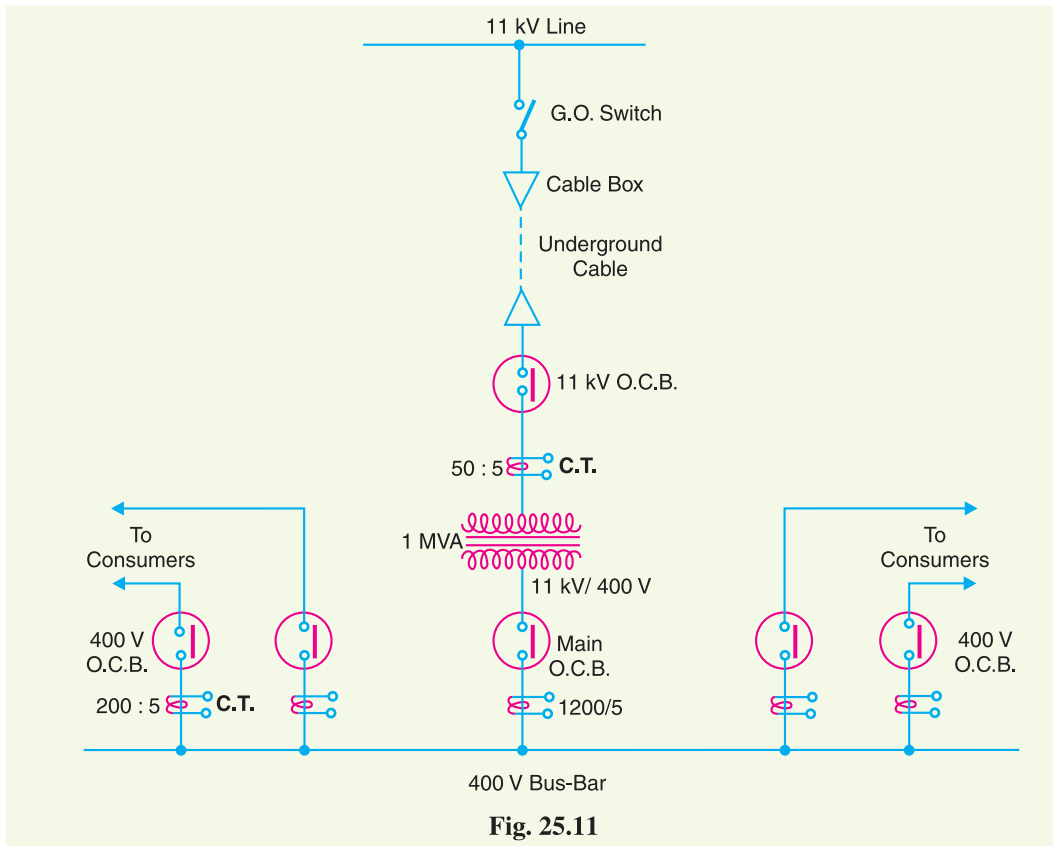 11 kV Line
G.O. Switch
Cable Box
Underground
Cable
11 kV O.C.B.
50 : 5
C.T.
1 MVA
11 kV/ 400 V
To
Consumers
To
Consumers
400 V
O.C.B.
Main
O.C.B.
400 V
O.C.B.
200 : 5
C.T.
1200/5
400 V Bus-Bar
Fig. 25.11